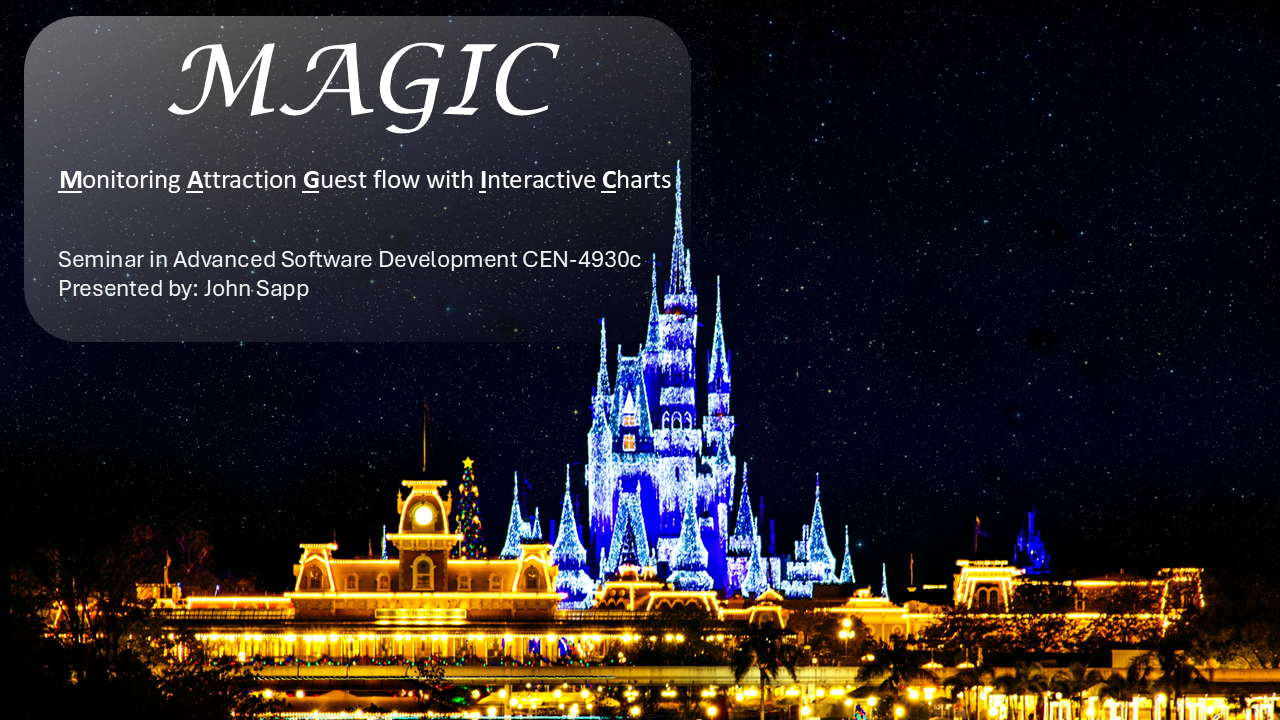 MAGIC
Monitoring Attraction Guest flow with Interactive Charts
Seminar in Advanced Software Development CEN-4930c
Presented by: John Sapp